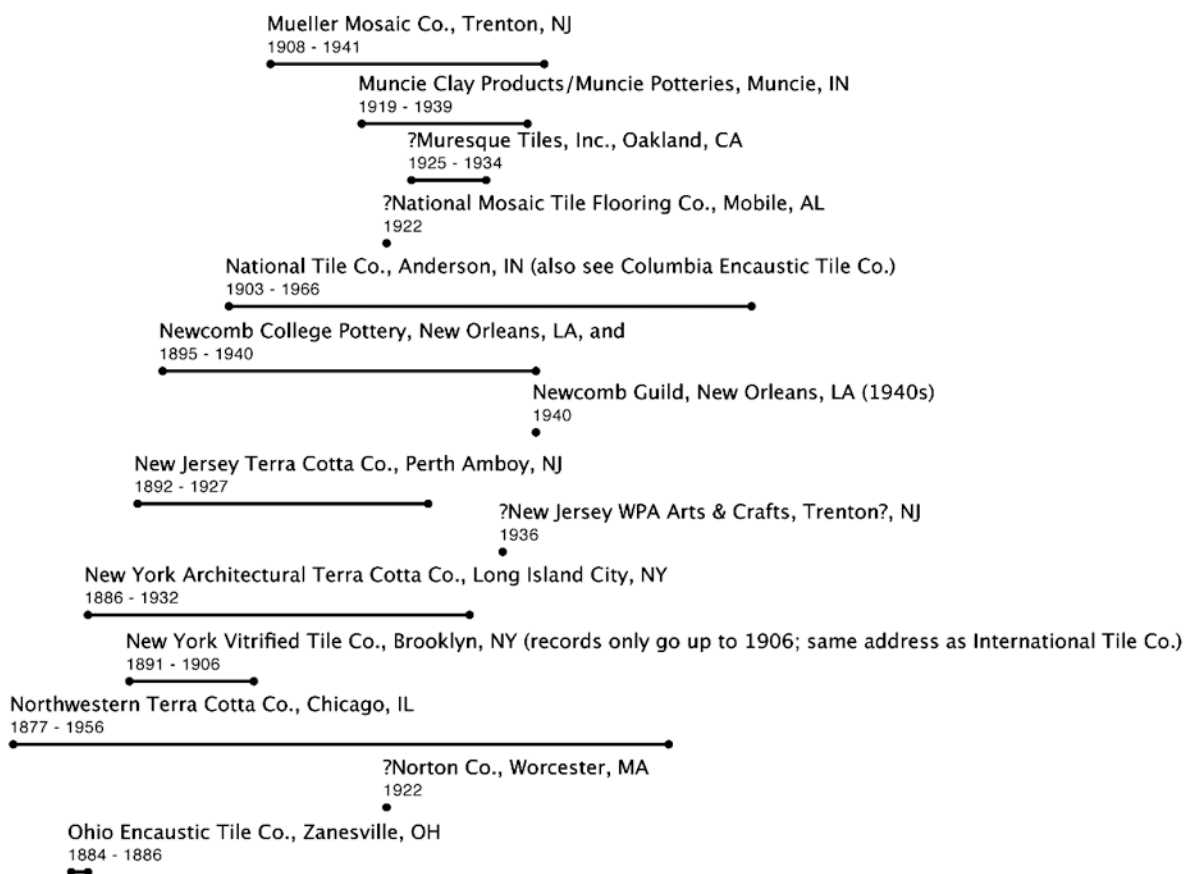 Mueller Mosaic Co., Trenton, NJ
1908 - 1941
Muncie Clay Products/Muncie Potteries, Muncie, IN
1919 - 1939
?Muresque Tiles, Inc., Oakland, CA
1925 - 1934
?National Mosaic Tile Flooring Co., Mobile, AL
1922
National Tile Co., Anderson, IN (also see Columbia Encaustic Tile Co.)
1903 - 1966
Newcomb College Pottery, New Orleans, LA, and
1895 - 1940
Newcomb Guild, New Orleans, LA (1940s)
1940
New Jersey Terra Cotta Co., Perth Amboy, NJ
1892 - 1927
?New Jersey WPA Arts & Crafts, Trenton?, NJ
1936
New York Architectural Terra Cotta Co., Long Island City, NY
1886 - 1932
New York Vitrified Tile Co., Brooklyn, NY (records only go up to 1906; same address as International Tile Co.)
1891 - 1906
Northwestern Terra Cotta Co., Chicago, IL
1877 - 1956
?Norton Co., Worcester, MA
1922
Ohio Encaustic Tile Co., Zanesville, OH
1884 - 1886